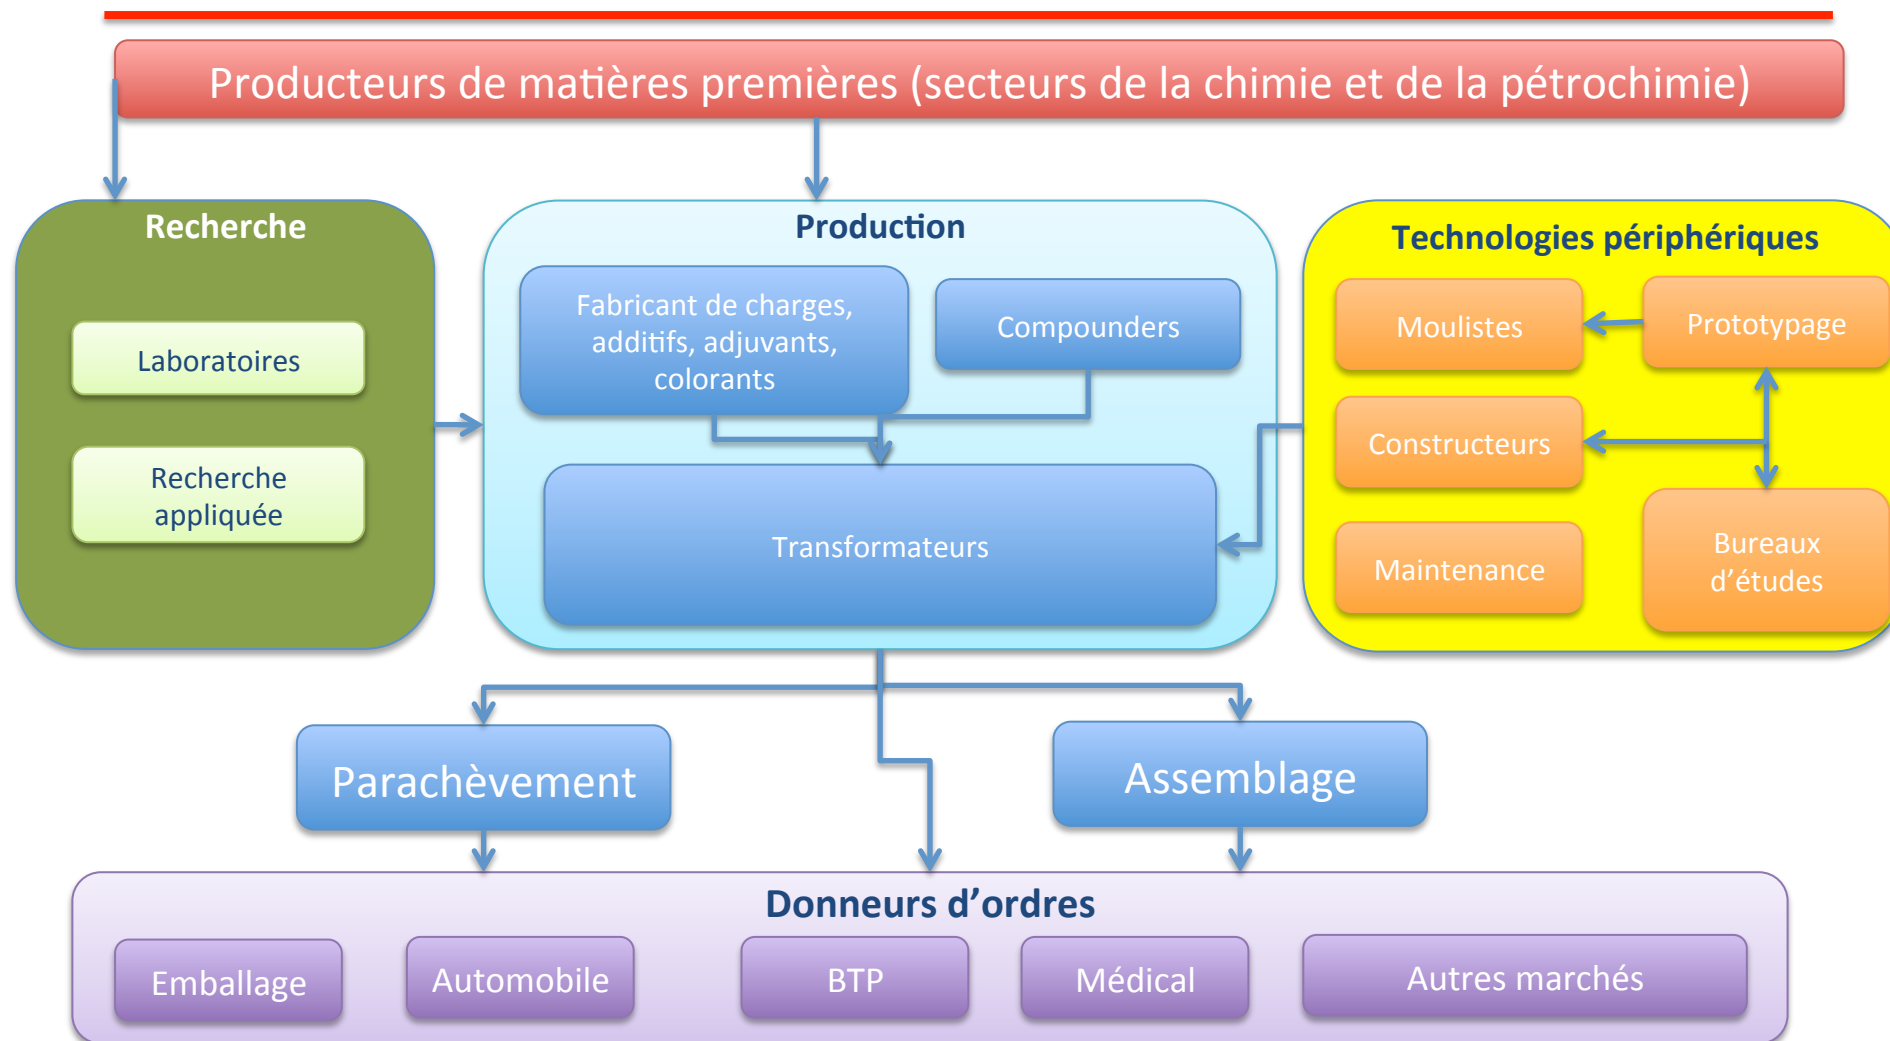 Producteurs de matières premières (secteurs de la chimie et de la pétrochimie)
Recherche
Laboratoires
Recherche
appliquée
Production
Fabricant de charges,
additifs, adjuvants,
colorants
Compounders
Transformateurs
Technologies périphériques
Moulistes
Prototypage
Constructeurs
Maintenance
Bureaux
d’études
Parachèvement
Assemblage
Donneurs d’ordres
Emballage
Automobile
BTP
Médical
Autres marchés